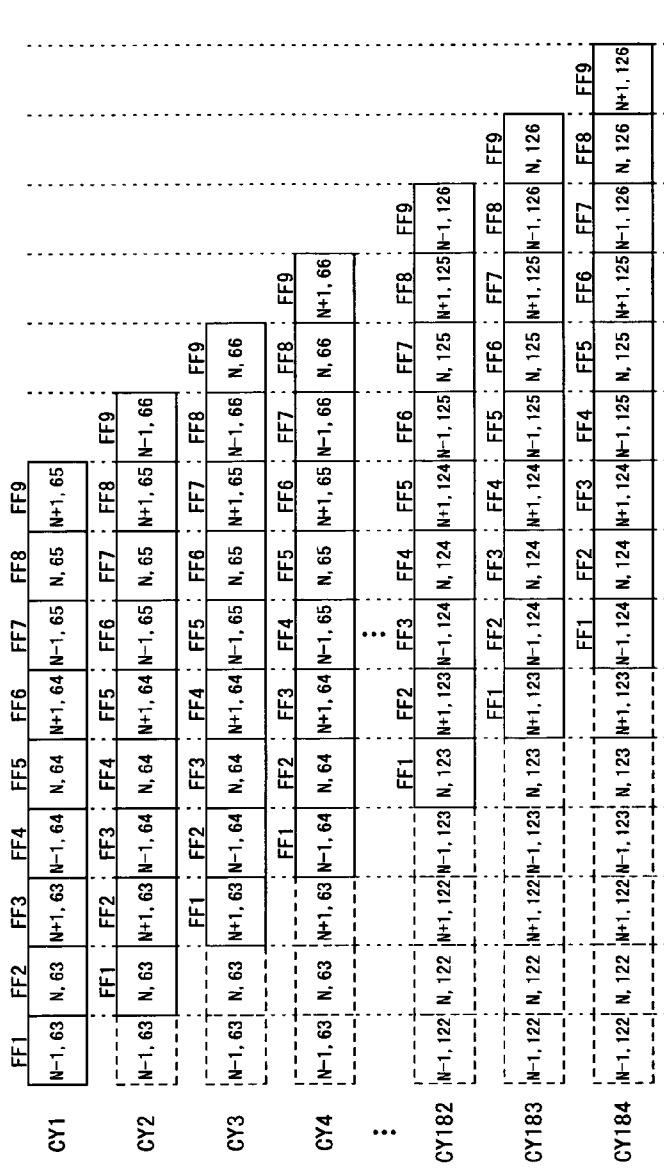 FF1 FF2 FF3 FF4 FF5 FF6 FF7 FF8 FF9
CY1 N-1, 63 N, 63 N+1, 63 N-1, 64 N, 64 N+1, 64 N-1, 65 N, 65 N+1, 65
FF1 FF2 FF3 FF4 FF5 FF6 FF7 FF8 FF9
CY2 N-1, 63 N, 63 N+1, 63 N-1, 64 N, 64 N+1, 64 N-1, 65 N, 65 N+1, 65 N-1, 66
FF1 FF2 FF3 FF4 FF5 FF6 FF7 FF8 FF9
CY3 N-1, 63 N, 63 N+1, 63 N-1, 64 N, 64 N+1, 64 N-1, 65 N, 65 N+1, 65 N-1, 66 N, 66
FF1 FF2 FF3 FF4 FF5 FF6 FF7 FF8 FF9
CY4 N-1, 63 N, 63 N+1, 63 N-1, 64 N, 64 N+1, 64 N-1, 65 N, 65 N+1, 65 N-1, 66 N, 66 N+1, 66
⋮ ⋮
FF1 FF2 FF3 FF4 FF5 FF6 FF7 FF8 FF9
CY182 N-1, 122 N, 122 N+1, 122 N-1, 123 N, 123 N+1, 123 N-1, 124 N, 124 N+1, 124 N-1, 125 N, 125 N+1, 125 N-1, 126
FF1 FF2 FF3 FF4 FF5 FF6 FF7 FF8 FF9
CY183 N-1, 122 N, 122 N+1, 122 N-1, 123 N, 123 N+1, 123 N-1, 124 N, 124 N+1, 124 N-1, 125 N, 125 N+1, 125 N-1, 126 N, 126
FF1 FF2 FF3 FF4 FF5 FF6 FF7 FF8 FF9
CY184 N-1, 122 N, 122 N+1, 122 N-1, 123 N, 123 N+1, 123 N-1, 124 N, 124 N+1, 124 N-1, 125 N, 125 N+1, 125 N-1, 126 N, 126 N+1, 126